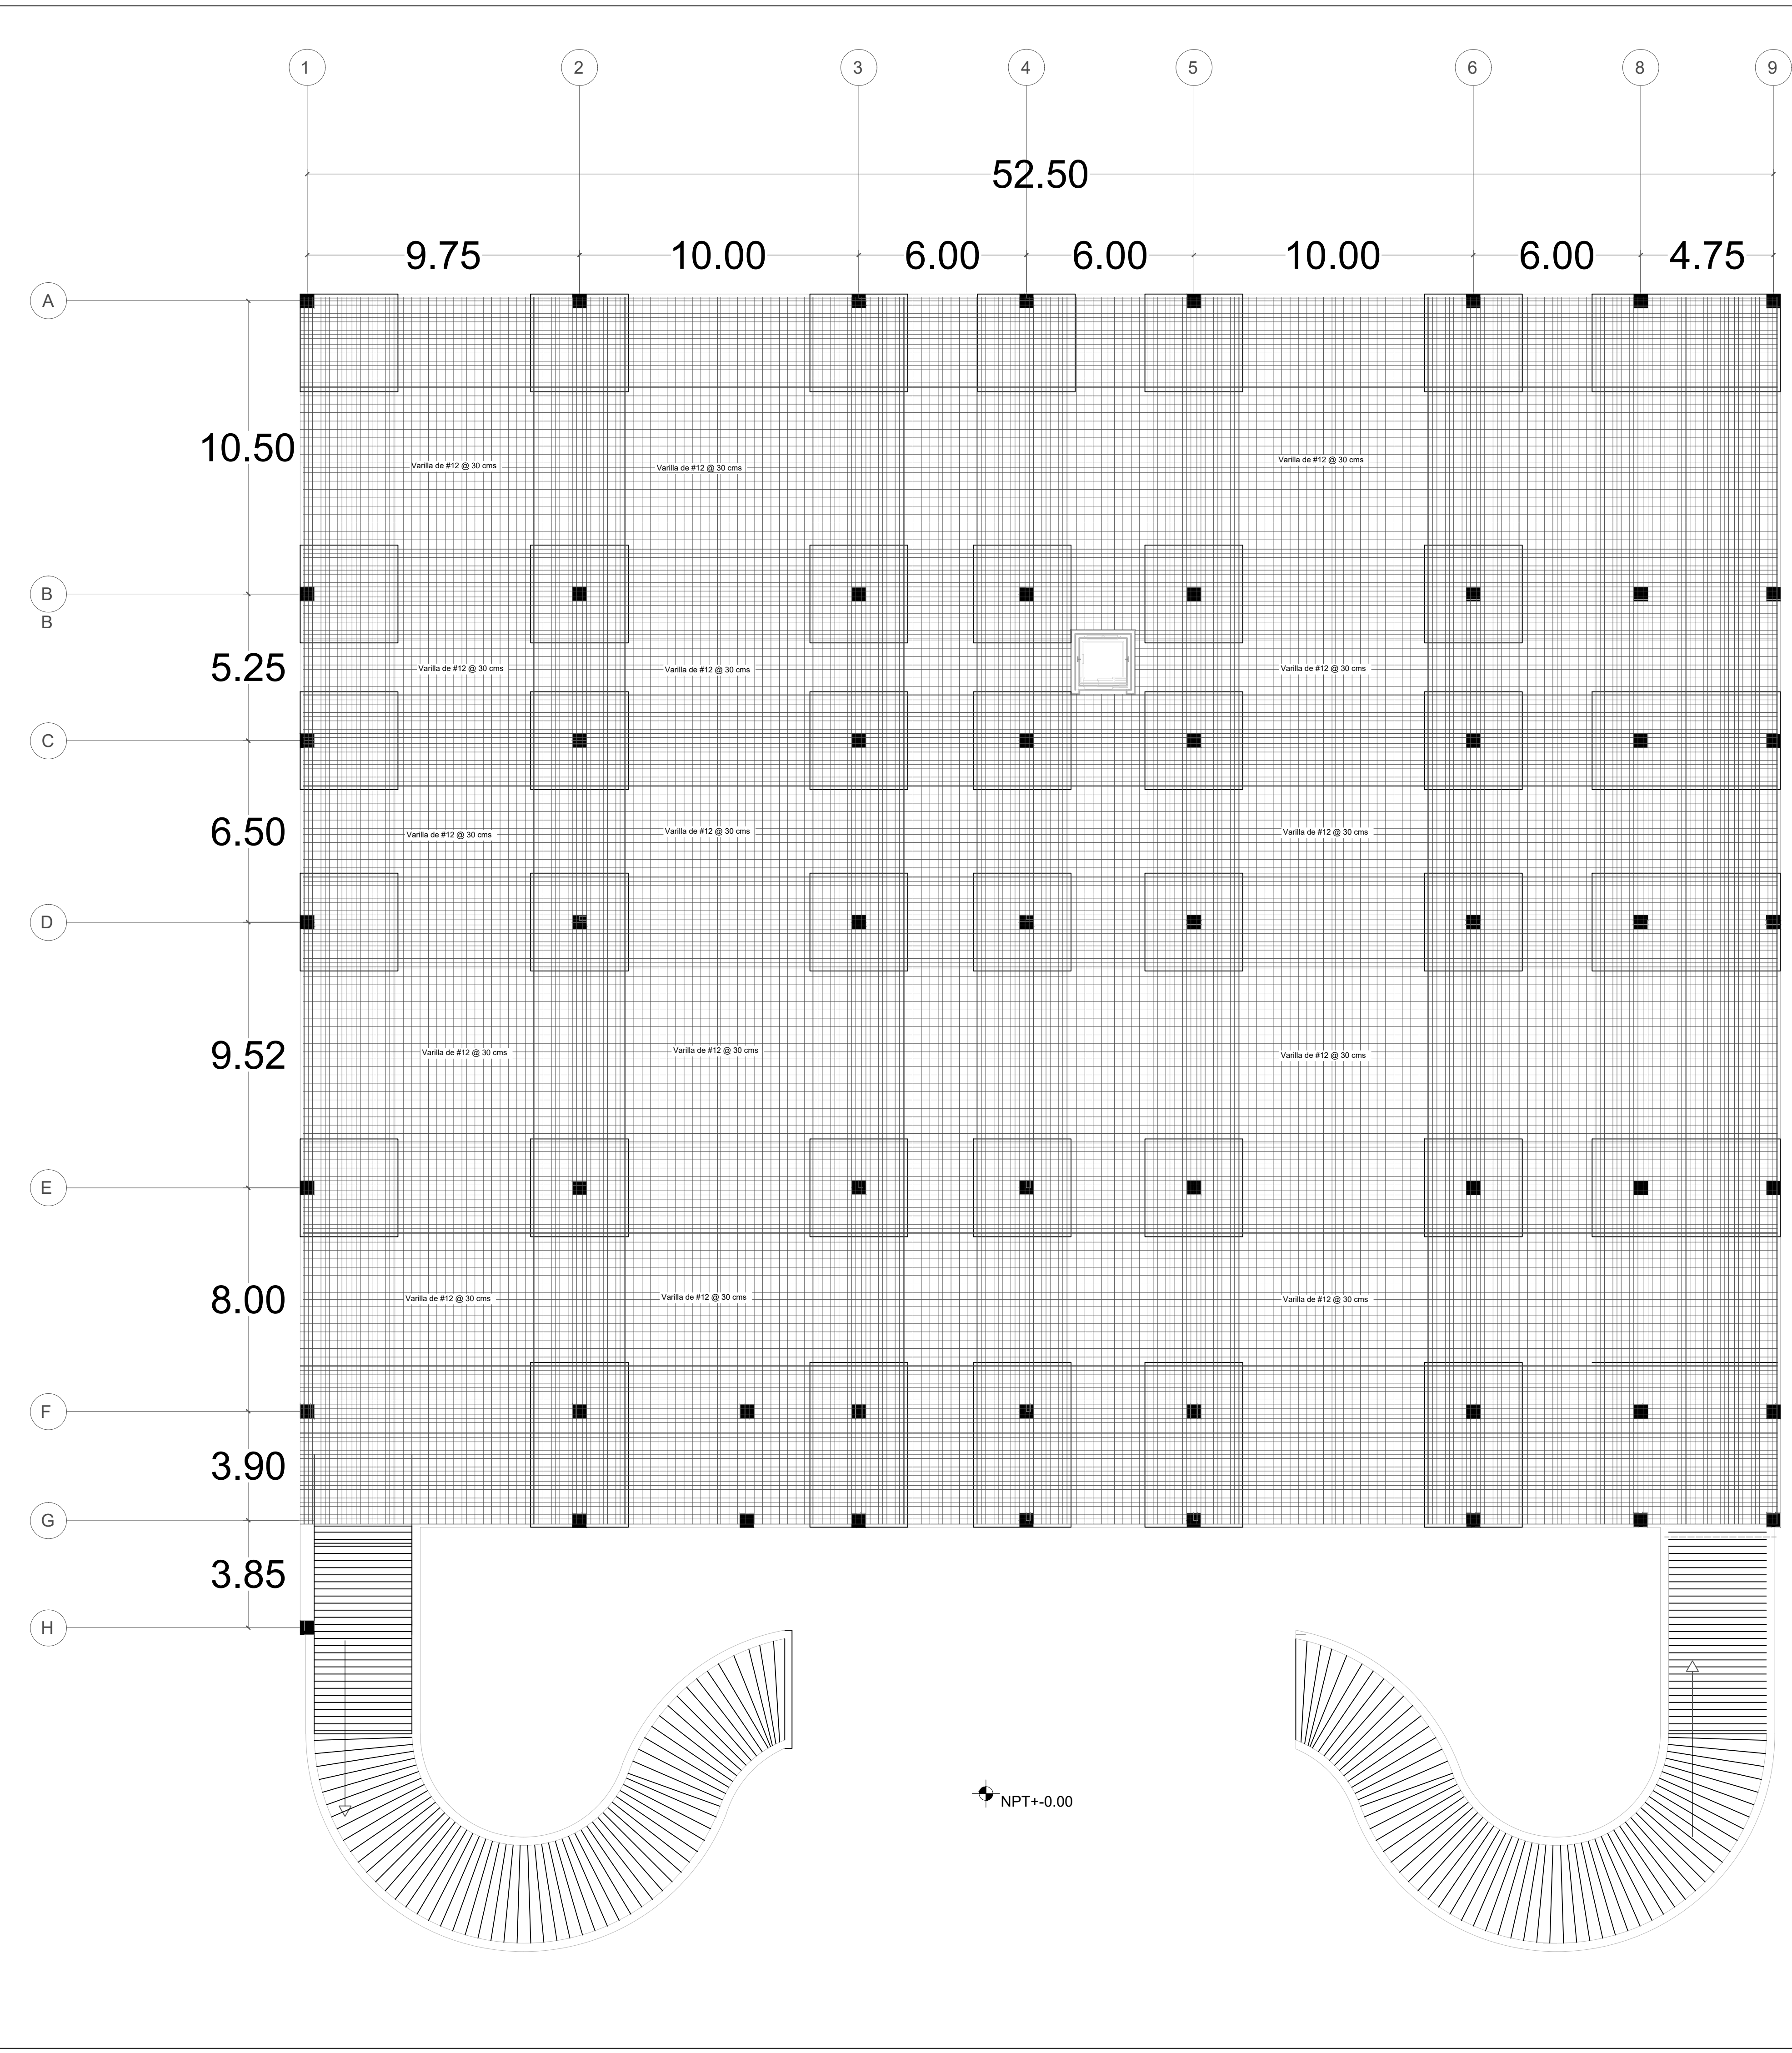 1 2 3 4 5 6 8 9
52.50
9.75 10.00 6.00 6.00 10.00 6.00 4.75
A
10.50
Varilla de #12 @ 30 cms Varilla de #12 @ 30 cms Varilla de #12 @ 30 cms
B
B
5.25
Varilla de #12 @ 30 cms Varilla de #12 @ 30 cms Varilla de #12 @ 30 cms
C
6.50
Varilla de #12 @ 30 cms Varilla de #12 @ 30 cms Varilla de #12 @ 30 cms
D
9.52
Varilla de #12 @ 30 cms Varilla de #12 @ 30 cms Varilla de #12 @ 30 cms
E
8.00
Varilla de #12 @ 30 cms Varilla de #12 @ 30 cms Varilla de #12 @ 30 cms
F
3.90
G
3.85
H
NPT+-0.00